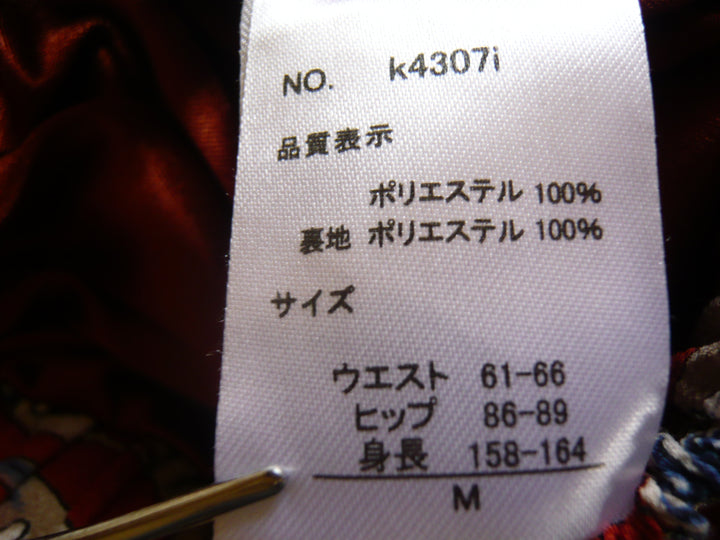 NO. k4307i
品質表示
ポリエステル 100%
裏地 ポリエステル 100%
サイズ
ウエスト 61-66
ヒップ 86-89
身長 158-164
M